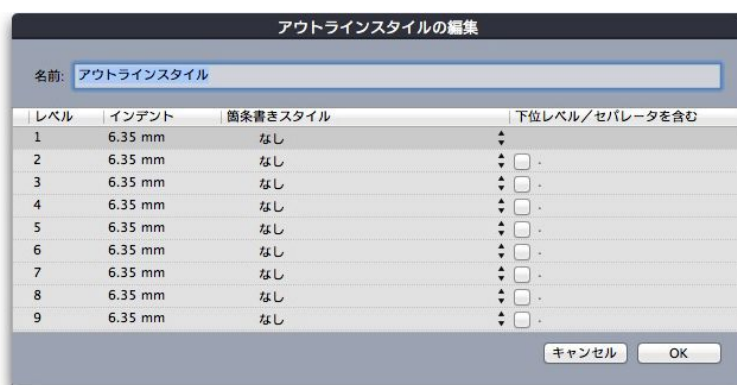 アウトラインスタイルの編集
名前: アウトラインスタイル
レベル インデント 箇条書きスタイル 下位レベル/セパレータを含む
1 6.35 mm なし
2 6.35 mm なし .
3 6.35 mm なし .
4 6.35 mm なし .
5 6.35 mm なし .
6 6.35 mm なし .
7 6.35 mm なし .
8 6.35 mm なし .
9 6.35 mm なし .
キャンセル OK